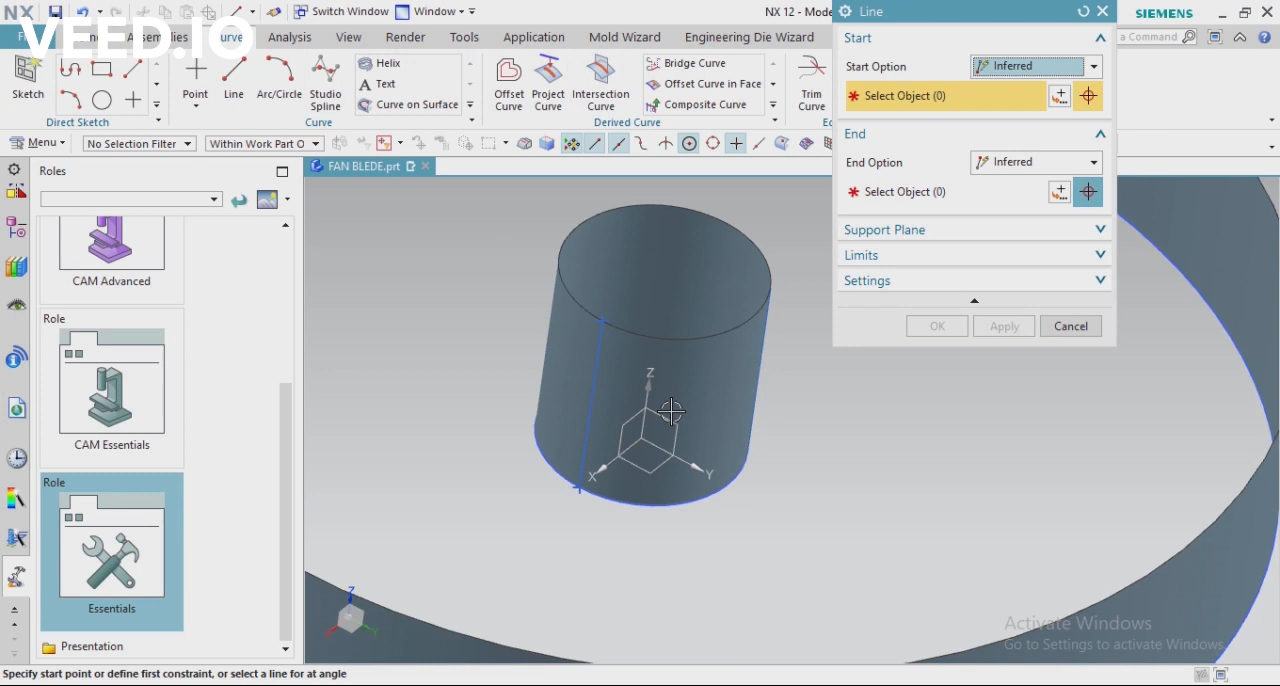 NX
VEED.IO
Switch Window
Window
NX 12 - Mode
Line
SIEMENS
Assemblies
Curve
Analysis
View
Render
Tools
Application
Mold Wizard
Engineering Die Wizard
a Command
Sketch
Point
Line
Arc/Circle
Studio
Spline
Helix
Text
Curve on Surface
Offset
Curve
Project
Curve
Intersection
Curve
Bridge Curve
Offset Curve in Face
Composite Curve
Trim
Curve
Direct Sketch
Curve
Derived Curve
Menu
No Selection Filter
Within Work Part O
Roles
FAN BLEDE.prt
CAM Advanced
Role
CAM Essentials
Role
Essentials
Presentation
Z
X
Y
Z
Start
Start Option
Inferred
* Select Object (0)
End
End Option
Inferred
* Select Object (0)
Support Plane
Limits
Settings
OK
Apply
Cancel
Activate Windows
Go to Settings to activate Windows.
Specify start point or define first constraint, or select a line for at angle